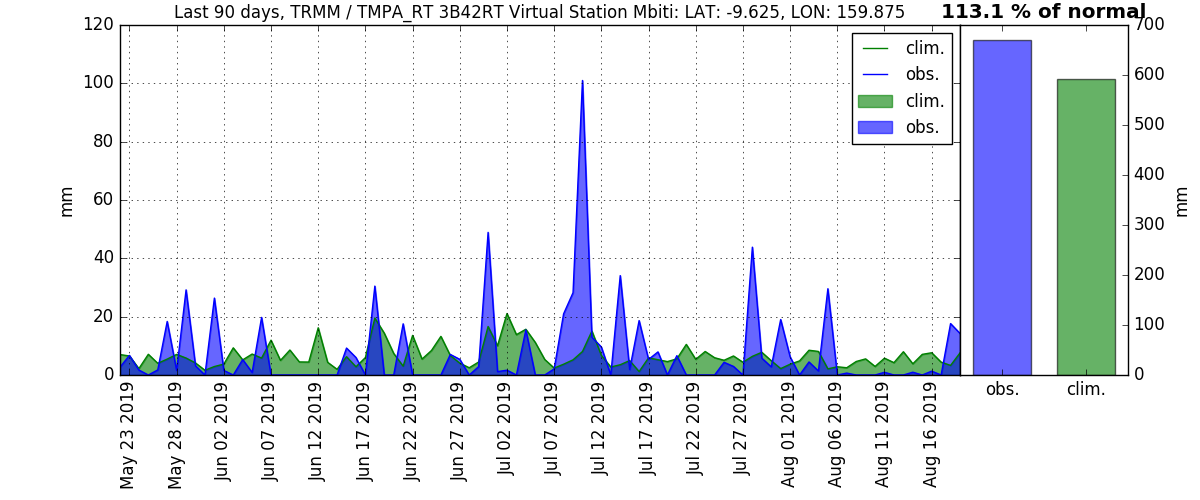 Last 90 days, TRMM / TMPA_RT 3B42RT Virtual Station Mbiti: LAT: -9.625, LON: 159.875
113.1 % of normal
120
100
80
60
40
20
0
mm
clim.
obs.
clim.
obs.
700
600
500
400
300
200
100
0
mm
May 23 2019
May 28 2019
Jun 02 2019
Jun 07 2019
Jun 12 2019
Jun 17 2019
Jun 22 2019
Jun 27 2019
Jul 02 2019
Jul 07 2019
Jul 12 2019
Jul 17 2019
Jul 22 2019
Jul 27 2019
Aug 01 2019
Aug 06 2019
Aug 11 2019
Aug 16 2019
obs.
clim.